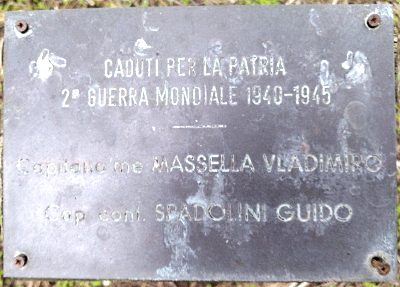 CADUTI PER LA PATRIA
2ª GUERRA MONDIALE 1940-1945
Capitano me MASSELLA VLADIMIRO
Cap. cont. SPADOLINI GUIDO